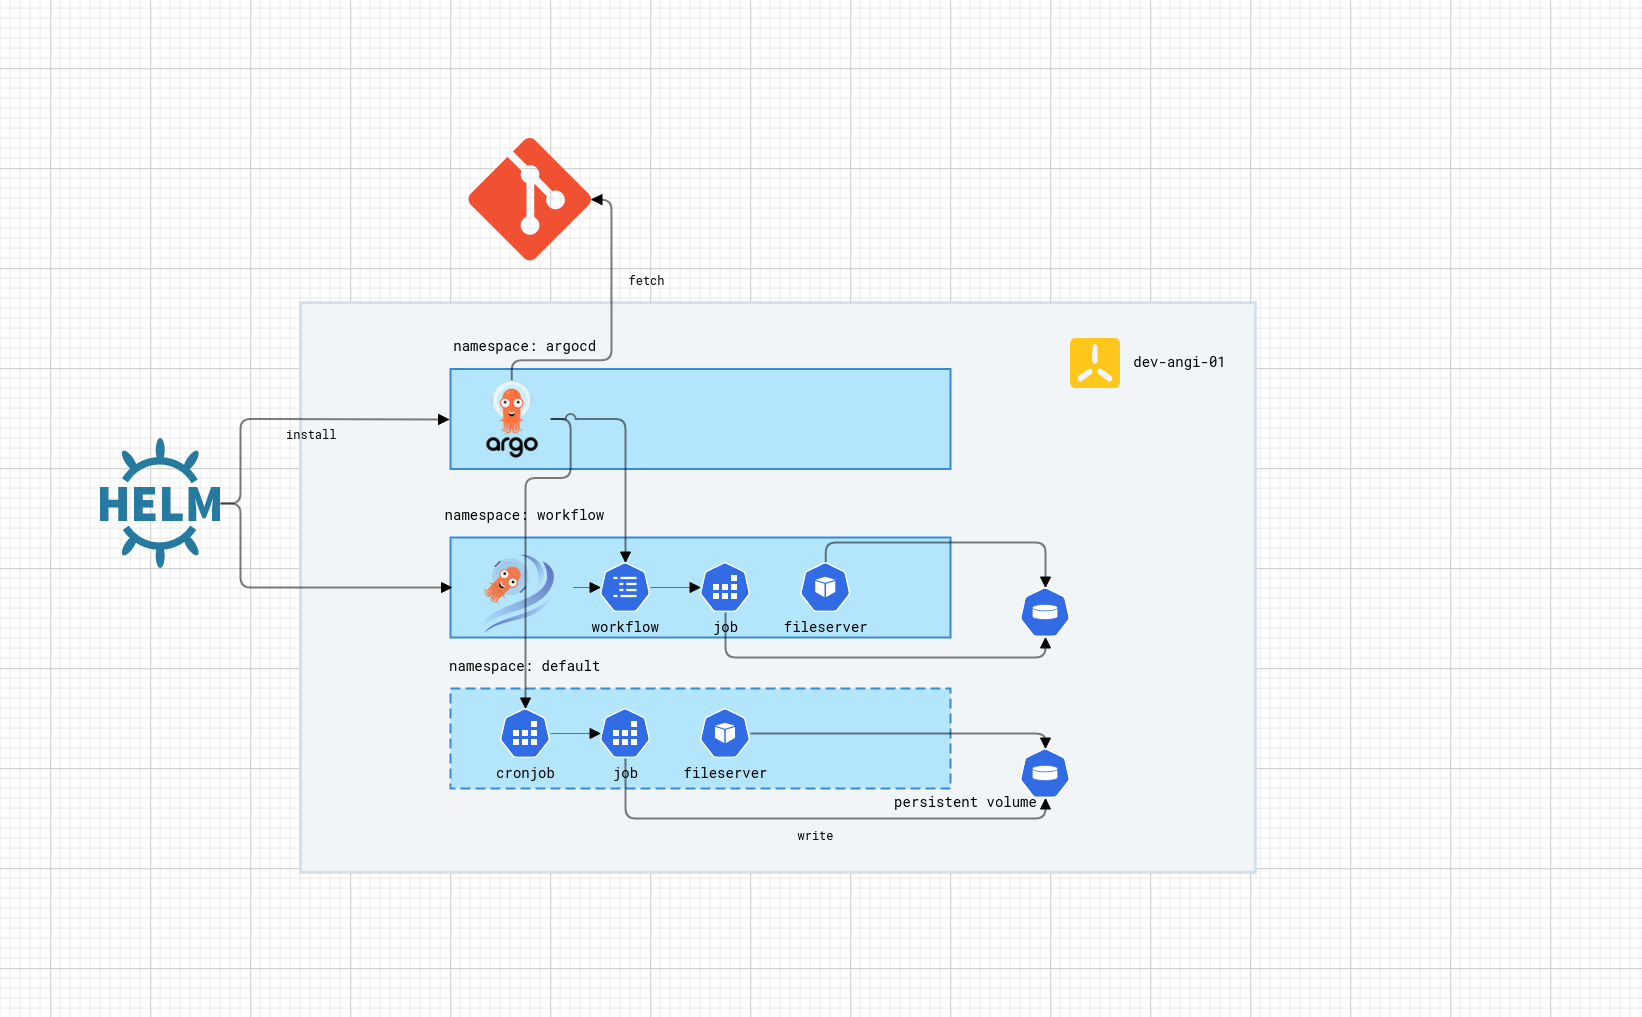 fetch
namespace: argocd
dev-angi-01
install
argo
HELM
namespace: workflow
workflow
job
fileserver
namespace: default
cronjob
job
fileserver
persistent volume
write